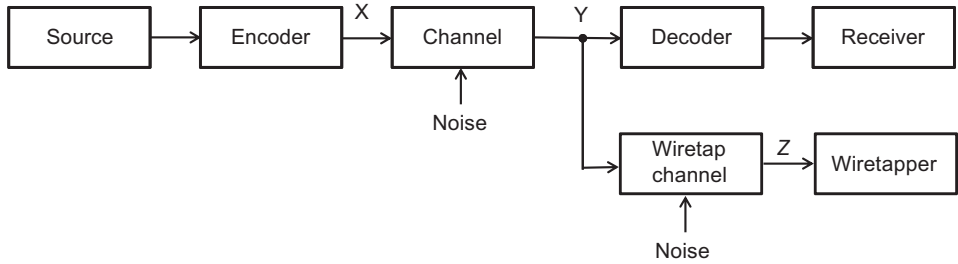 X
Y
Source
Encoder
Channel
Decoder
Receiver
Noise
Wiretap
channel
Z
Wiretapper
Noise